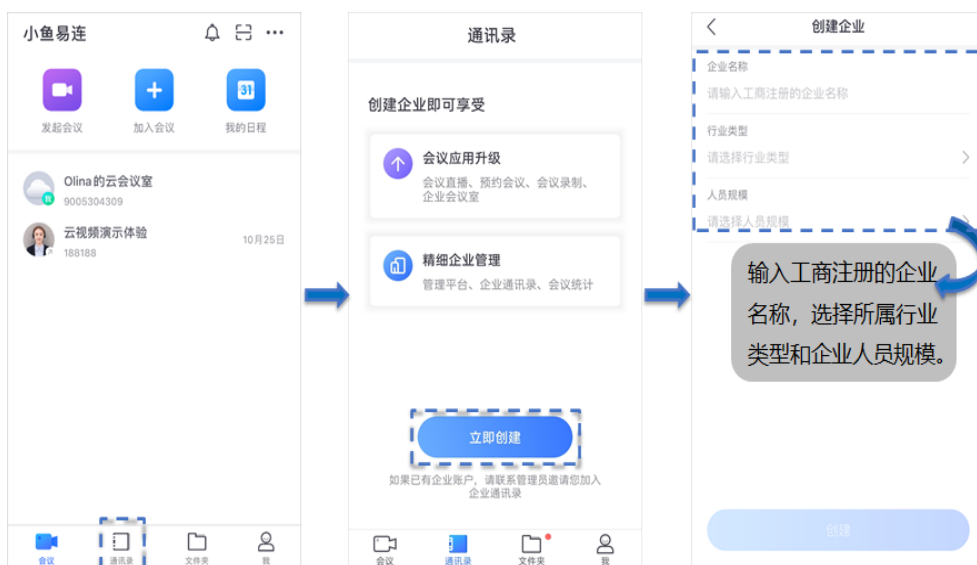 小鱼易连
31
发起会议
加入会议
我的日程
Olina的云会议室
我
9005304309
云视频演示体验
10月25日
188188
会议
通讯录
文件夹
我
通讯录
创建企业即可享受
会议应用升级
会议直播、预约会议、会议录制、
企业会议室
精细企业管理
管理平台、企业通讯录、会议统计
立即创建
如果已有企业账户，请联系管理员邀请您加入
企业通讯录
会议
通讯录
文件夹
我
创建企业
企业名称
请输入工商注册的企业名称
行业类型
请选择行业类型
人员规模
请选择人员规模
输入工商注册的企业
名称，选择所属行业
类型和企业人员规模。
创建